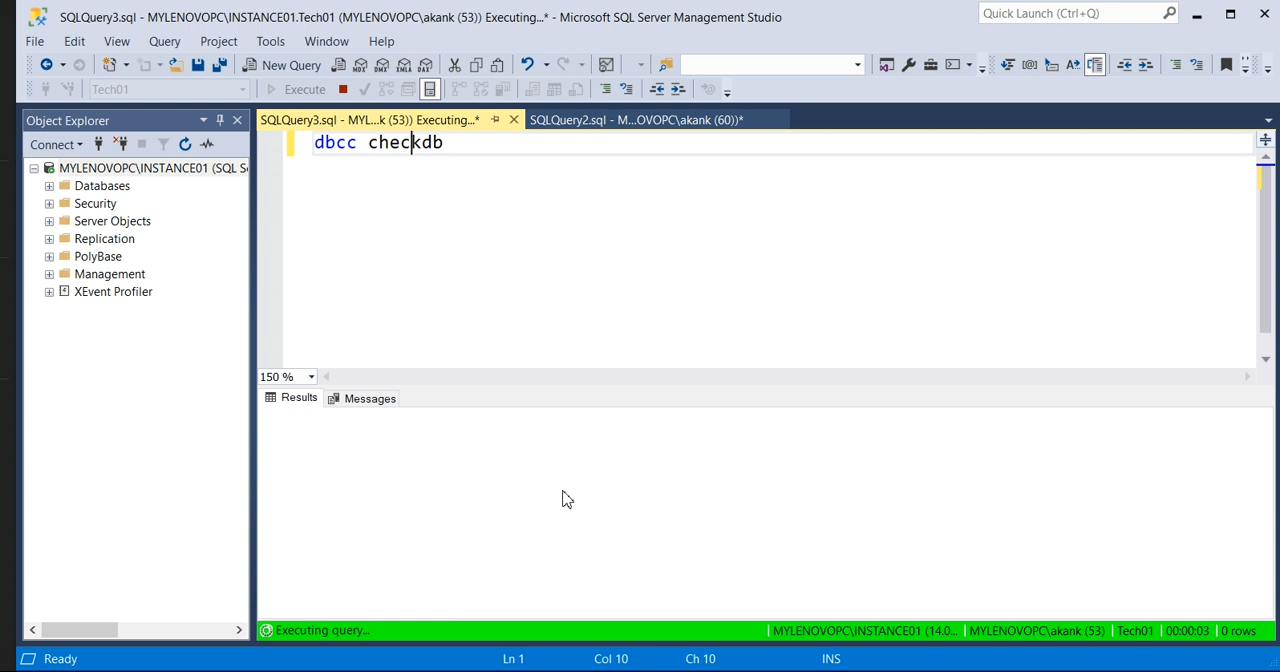 SQLQuery3.sql - MYLENOVOPC\INSTANCE01.Tech01 (MYLENOVOPC\akank (53)) Executing...* - Microsoft SQL Server Management Studio
Quick Launch (Ctrl+Q)
File Edit View Query Project Tools Window Help
New Query MDX DMX XMLA DAX
Tech01 Execute
Object Explorer
SQLQuery3.sql - MYL...k (53)) Executing...* SQLQuery2.sql - M...OVOPC\akank (60))*
Connect
dbcc checkdb
MYLENOVOPC\INSTANCE01 (SQL S
Databases
Security
Server Objects
Replication
PolyBase
Management
XEvent Profiler
150 %
Results Messages
Executing query... MYLENOVOPC\INSTANCE01 (14.0... MYLENOVOPC\akank (53) Tech01 00:00:03 0 rows
Ready Ln 1 Col 10 Ch 10 INS